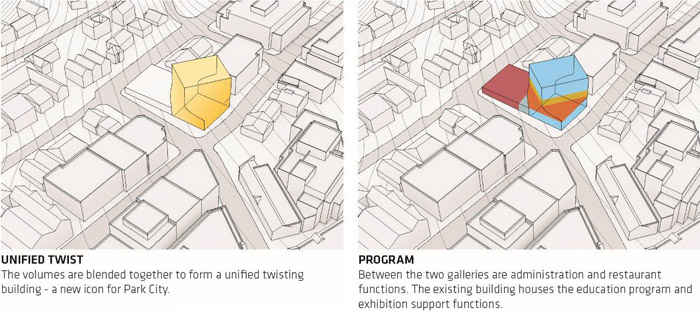 UNIFIED TWIST
The volumes are blended together to form a unified twisting
building - a new icon for Park City.
PROGRAM
Between the two galleries are administration and restaurant
functions. The existing building houses the education program and
exhibition support functions.